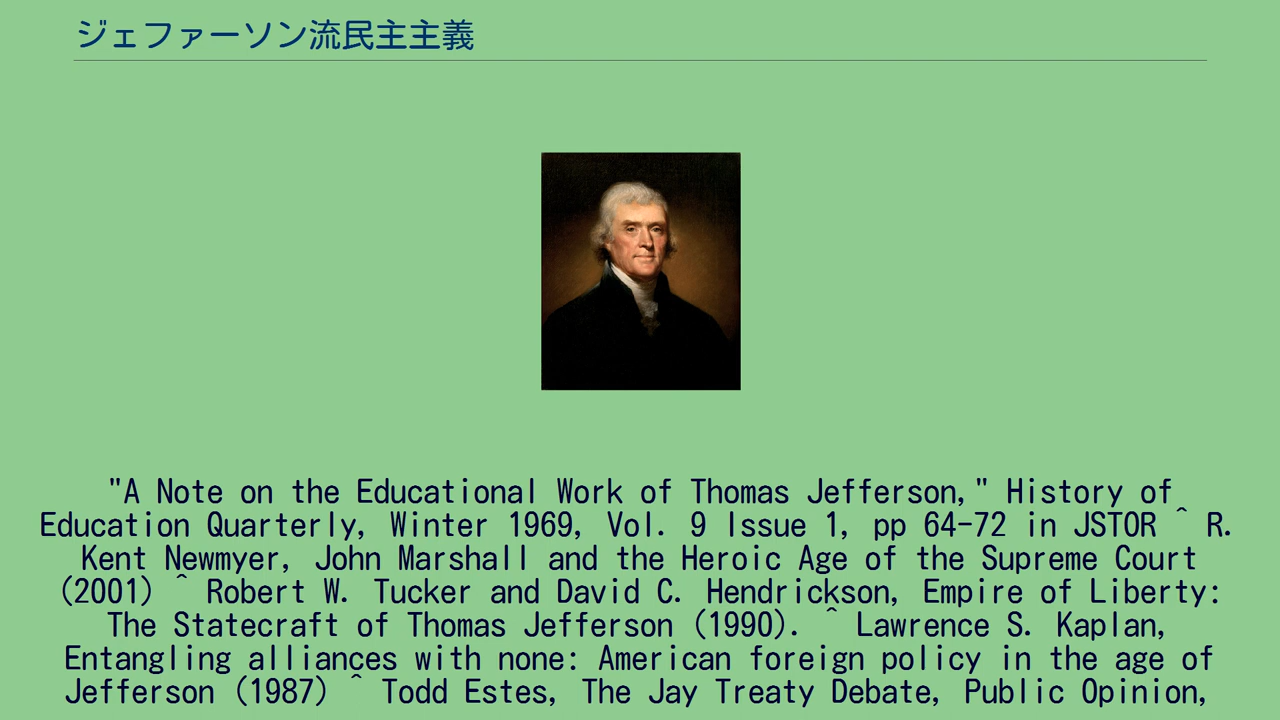 ジェファーソン流民主主義
"A Note on the Educational Work of Thomas Jefferson," History of
Education Quarterly, Winter 1969, Vol. 9 Issue 1, pp 64-72 in JSTOR ^ R.
Kent Newmyer, John Marshall and the Heroic Age of the Supreme Court
(2001) ^ Robert W. Tucker and David C. Hendrickson, Empire of Liberty:
The Statecraft of Thomas Jefferson (1990). ^ Lawrence S. Kaplan,
Entangling alliances with none: American foreign policy in the age of
Jefferson (1987) ^ Todd Estes, The Jay Treaty Debate, Public Opinion,